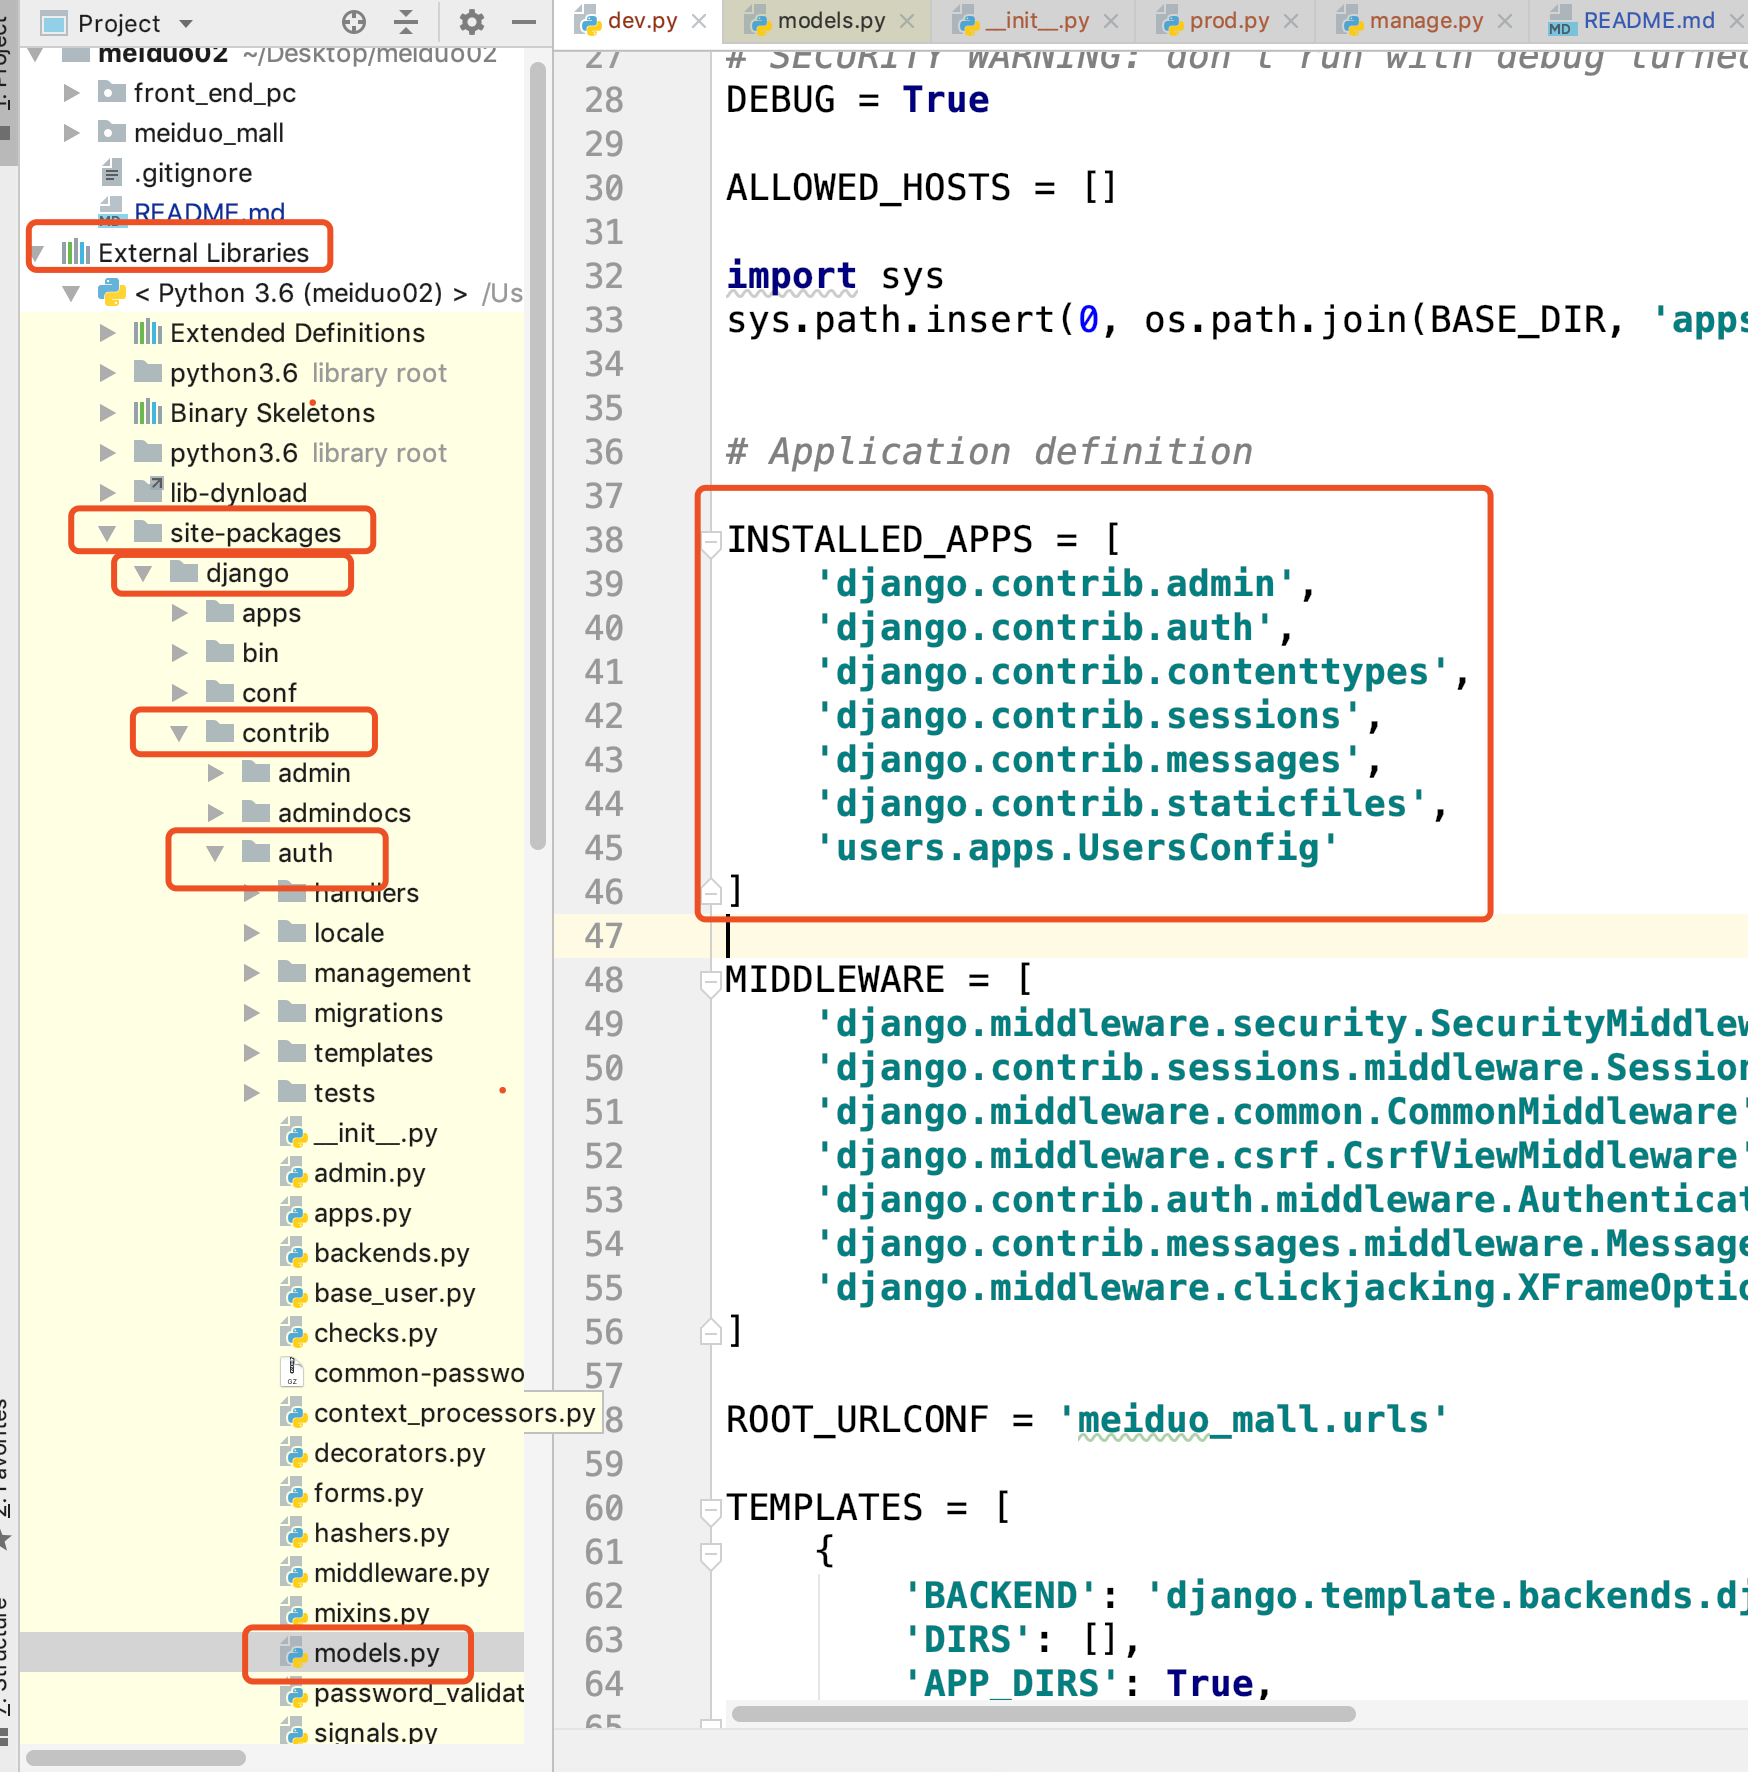 Project
dev.py
models.py
__init__.py
prod.py
manage.py
README.md
1: Project
meiduo02 ~/Desktop/meiduo02
front_end_pc
meiduo_mall
.gitignore
README.md
External Libraries
< Python 3.6 (meiduo02) > /Us
Extended Definitions
python3.6 library root
Binary Skeletons
python3.6 library root
lib-dynload
site-packages
django
apps
bin
conf
contrib
admin
admindocs
auth
handlers
locale
management
migrations
templates
tests
__init__.py
admin.py
apps.py
backends.py
base_user.py
checks.py
common-passwo
context_processors.py
decorators.py
forms.py
hashers.py
middleware.py
mixins.py
models.py
password_validat
signals.py
2: Favorites
7: Structure
27 # SECURITY WARNING: don't run with debug turned
28 DEBUG = True
29
30 ALLOWED_HOSTS = []
31
32 import sys
33 sys.path.insert(0, os.path.join(BASE_DIR, 'apps
34
35
36 # Application definition
37
38 INSTALLED_APPS = [
39 'django.contrib.admin',
40 'django.contrib.auth',
41 'django.contrib.contenttypes',
42 'django.contrib.sessions',
43 'django.contrib.messages',
44 'django.contrib.staticfiles',
45 'users.apps.UsersConfig'
46 ]
47
48 MIDDLEWARE = [
49 'django.middleware.security.SecurityMiddlew
50 'django.contrib.sessions.middleware.Session
51 'django.middleware.common.CommonMiddleware'
52 'django.middleware.csrf.CsrfViewMiddleware'
53 'django.contrib.auth.middleware.Authenticat
54 'django.contrib.messages.middleware.Message
55 'django.middleware.clickjacking.XFrameOptio
56 ]
57
8 ROOT_URLCONF = 'meiduo_mall.urls'
59
60 TEMPLATES = [
61 {
62 'BACKEND': 'django.template.backends.dj
63 'DIRS': [],
64 'APP_DIRS': True,
65